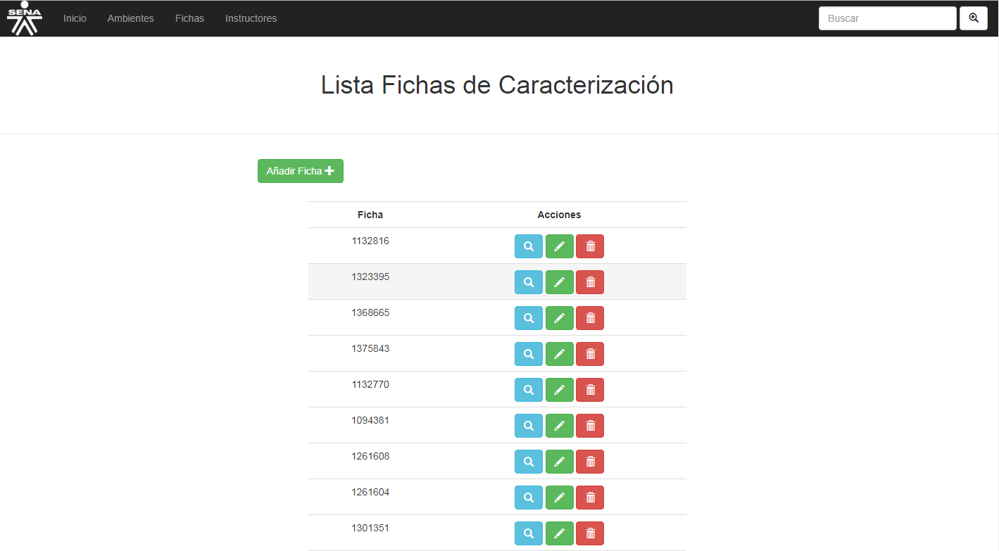 SENA
Inicio Ambientes Fichas Instructores Buscar
Lista Fichas de Caracterización
Añadir Ficha
Ficha Acciones
1132816
1323395
1368665
1375843
1132770
1094381
1261608
1261604
1301351